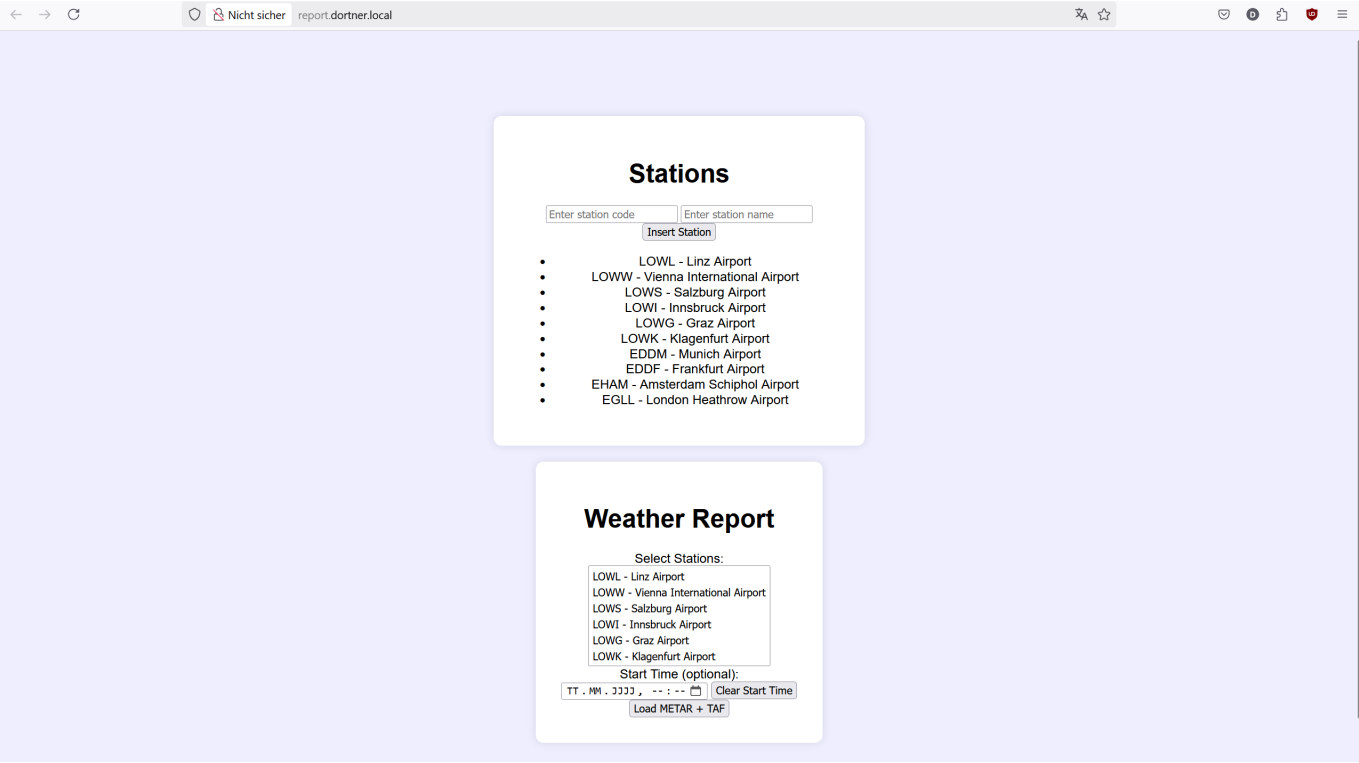 Nicht sicher report.dortner.local
Stations
Enter station code Enter station name
Insert Station
LOWL - Linz Airport
LOWW - Vienna International Airport
LOWS - Salzburg Airport
LOWI - Innsbruck Airport
LOWG - Graz Airport
LOWK - Klagenfurt Airport
EDDM - Munich Airport
EDDF - Frankfurt Airport
EHAM - Amsterdam Schiphol Airport
EGLL - London Heathrow Airport
Weather Report
Select Stations:
LOWL - Linz Airport
LOWW - Vienna International Airport
LOWS - Salzburg Airport
LOWI - Innsbruck Airport
LOWG - Graz Airport
LOWK - Klagenfurt Airport
Start Time (optional):
TT.MM.JJJJ, --:-- Clear Start Time
Load METAR + TAF